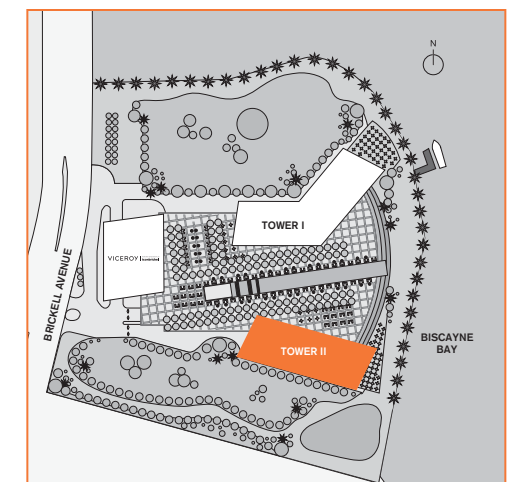 N
TOWER I
VICEROY
BRICKELL AVENUE
BISCAYNE
BAY
TOWER II